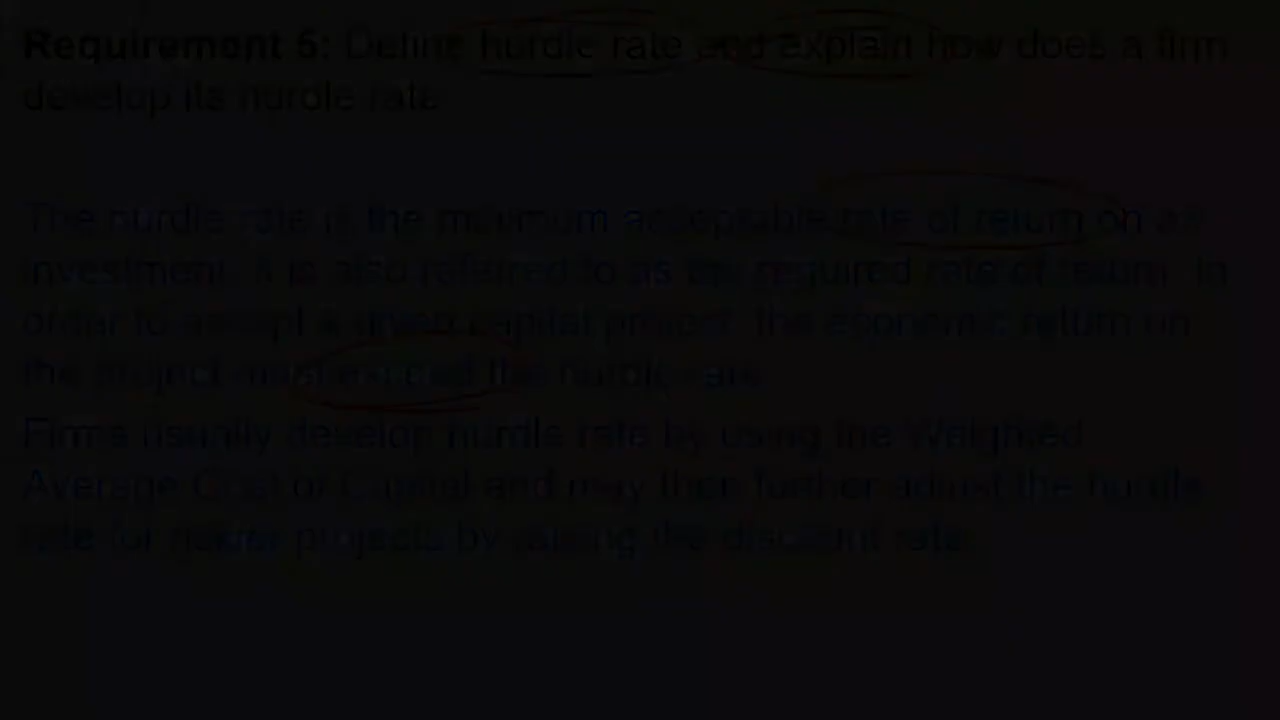 Requirement 5: Define hurdle rate and explain how does a firm
develop its hurdle rate
The hurdle rate is the minimum acceptable rate of return on an
investment. It is also referred to as the required rate of return. In
order to accept a given capital project, the economic return on
the project must exceed the hurdle rate.
Firms usually develop hurdle rate by using the Weighted
Average Cost of Capital and may then further adjust the hurdle
rate for riskier projects by raising the discount rate.